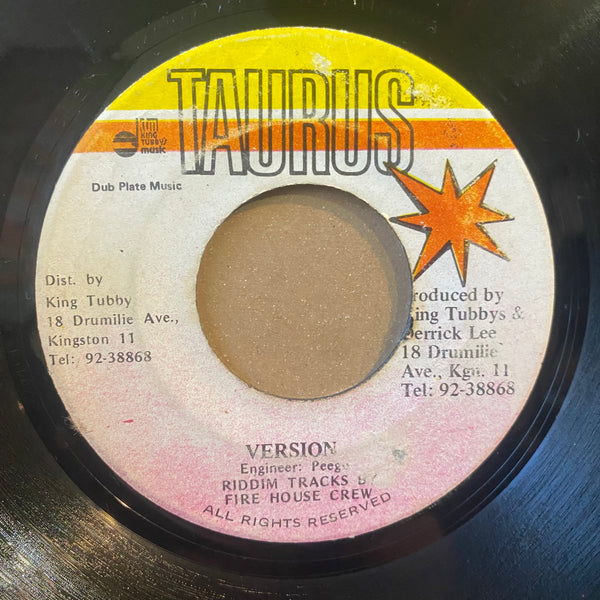 TAURUS
KING
TUBBYS
music
Dub Plate Music
Dist. by
King Tubby
18 Drumilie Ave.,
Kingston 11
Tel: 92-38868
roduced by
ing Tubbys &
errick Lee
18 Drumilie
Ave., Kgn. 11
Tel: 92-38868
VERSION
Engineer: Peego
RIDDIM TRACKS BY
FIRE HOUSE CREW
ALL RIGHTS RESERVED